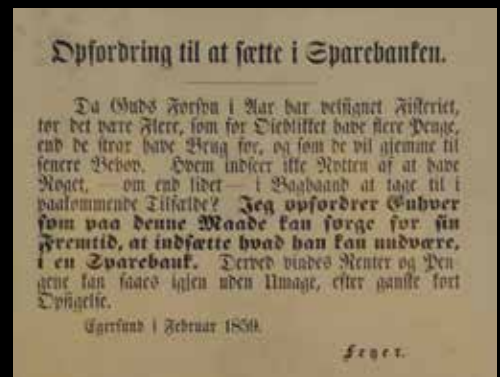 Opfordring til at sætte i Sparebanken.
Da Guds Forsyn i Aar har velsignet Fiskeriet,
tør det være Flere, som for Øieblikket have flere Penge,
end de strax have Brug for, og som de vil gjemme til
senere Behov. Hvem indseer ikke Nytten af at have
Noget, — om end lidet — i Baghaand at tage til i
paakommende Tilfælde? Jeg opfordrer Enhver
som paa denne Maade kan sørge for sin
Fremtid, at indsætte hvad han kan undvære,
i en Sparebank. Derved vindes Renter og Pen-
gene kan faaes igjen uden Umage, efter ganske kort
Opsigelse.
Egersund i Februar 1859.
Feyer.